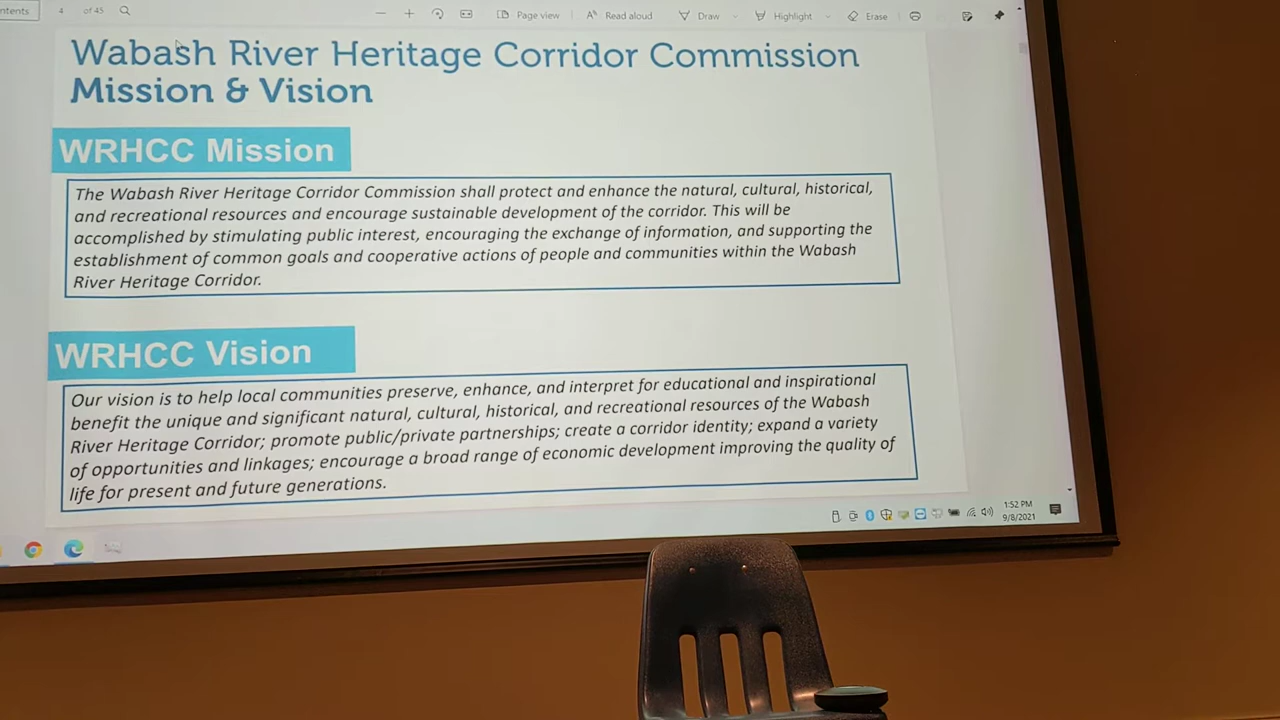 ntents 4 of 45 Page view Read aloud Draw Highlight Erase
Wabash River Heritage Corridor Commission
Mission & Vision
WRHCC Mission
The Wabash River Heritage Corridor Commission shall protect and enhance the natural, cultural, historical,
and recreational resources and encourage sustainable development of the corridor. This will be
accomplished by stimulating public interest, encouraging the exchange of information, and supporting the
establishment of common goals and cooperative actions of people and communities within the Wabash
River Heritage Corridor.
WRHCC Vision
Our vision is to help local communities preserve, enhance, and interpret for educational and inspirational
benefit the unique and significant natural, cultural, historical, and recreational resources of the Wabash
River Heritage Corridor; promote public/private partnerships; create a corridor identity; expand a variety
of opportunities and linkages; encourage a broad range of economic development improving the quality of
life for present and future generations.
1:52 PM
9/8/2021